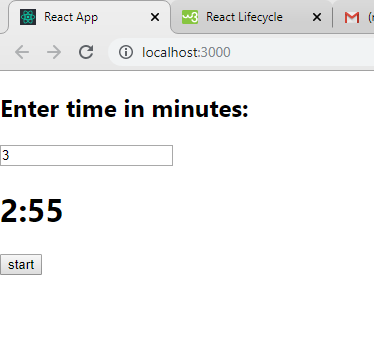 React App
React Lifecycle
localhost:3000
Enter time in minutes:
3
2:55
start